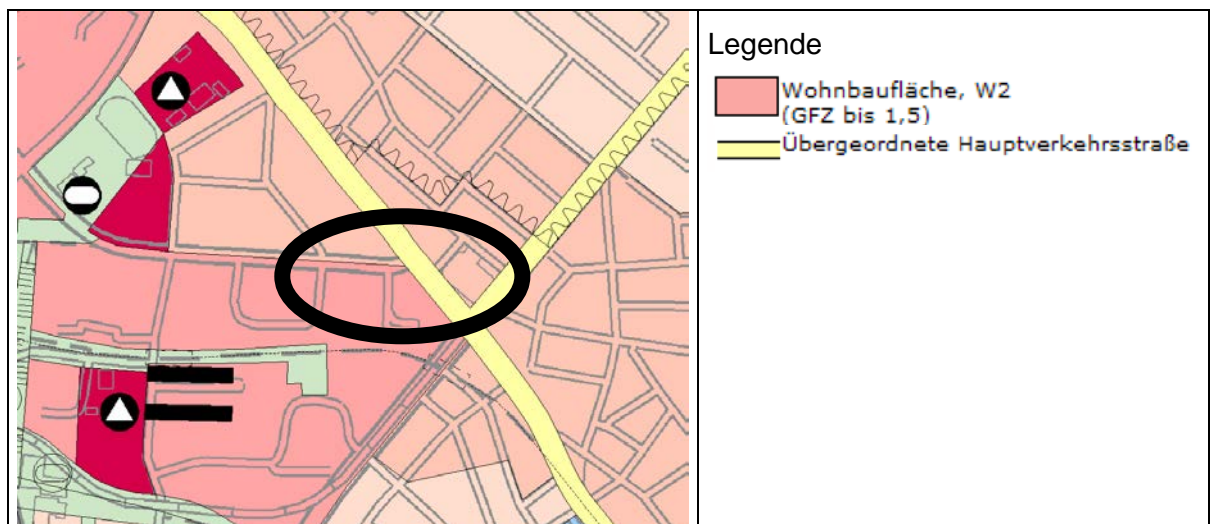 Legende
Wohnbaufläche, W2
(GFZ bis 1,5)
Übergeordnete Hauptverkehrsstraße